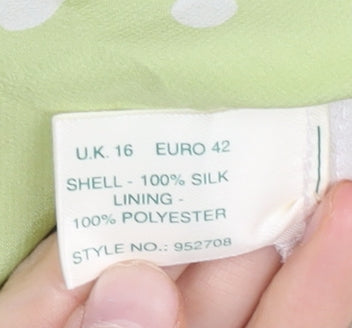 U.K. 16 EURO 42
SHELL - 100% SILK
LINING -
100% POLYESTER
STYLE NO.: 952708